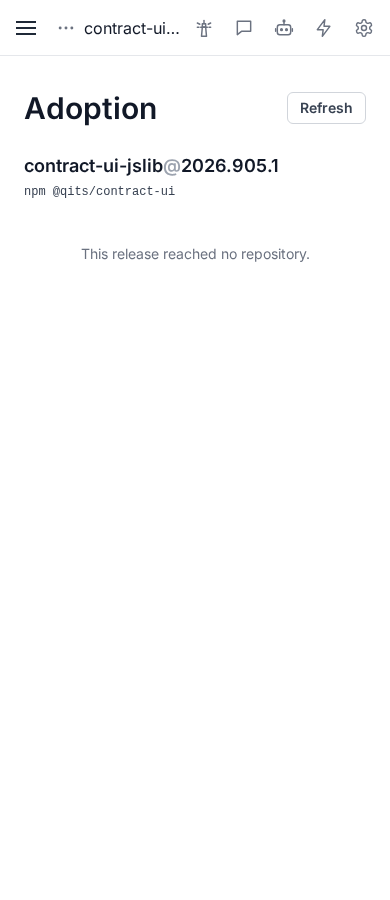 contract-ui...
Adoption
Refresh
contract-ui-jslib@2026.905.1
npm @qits/contract-ui
This release reached no repository.